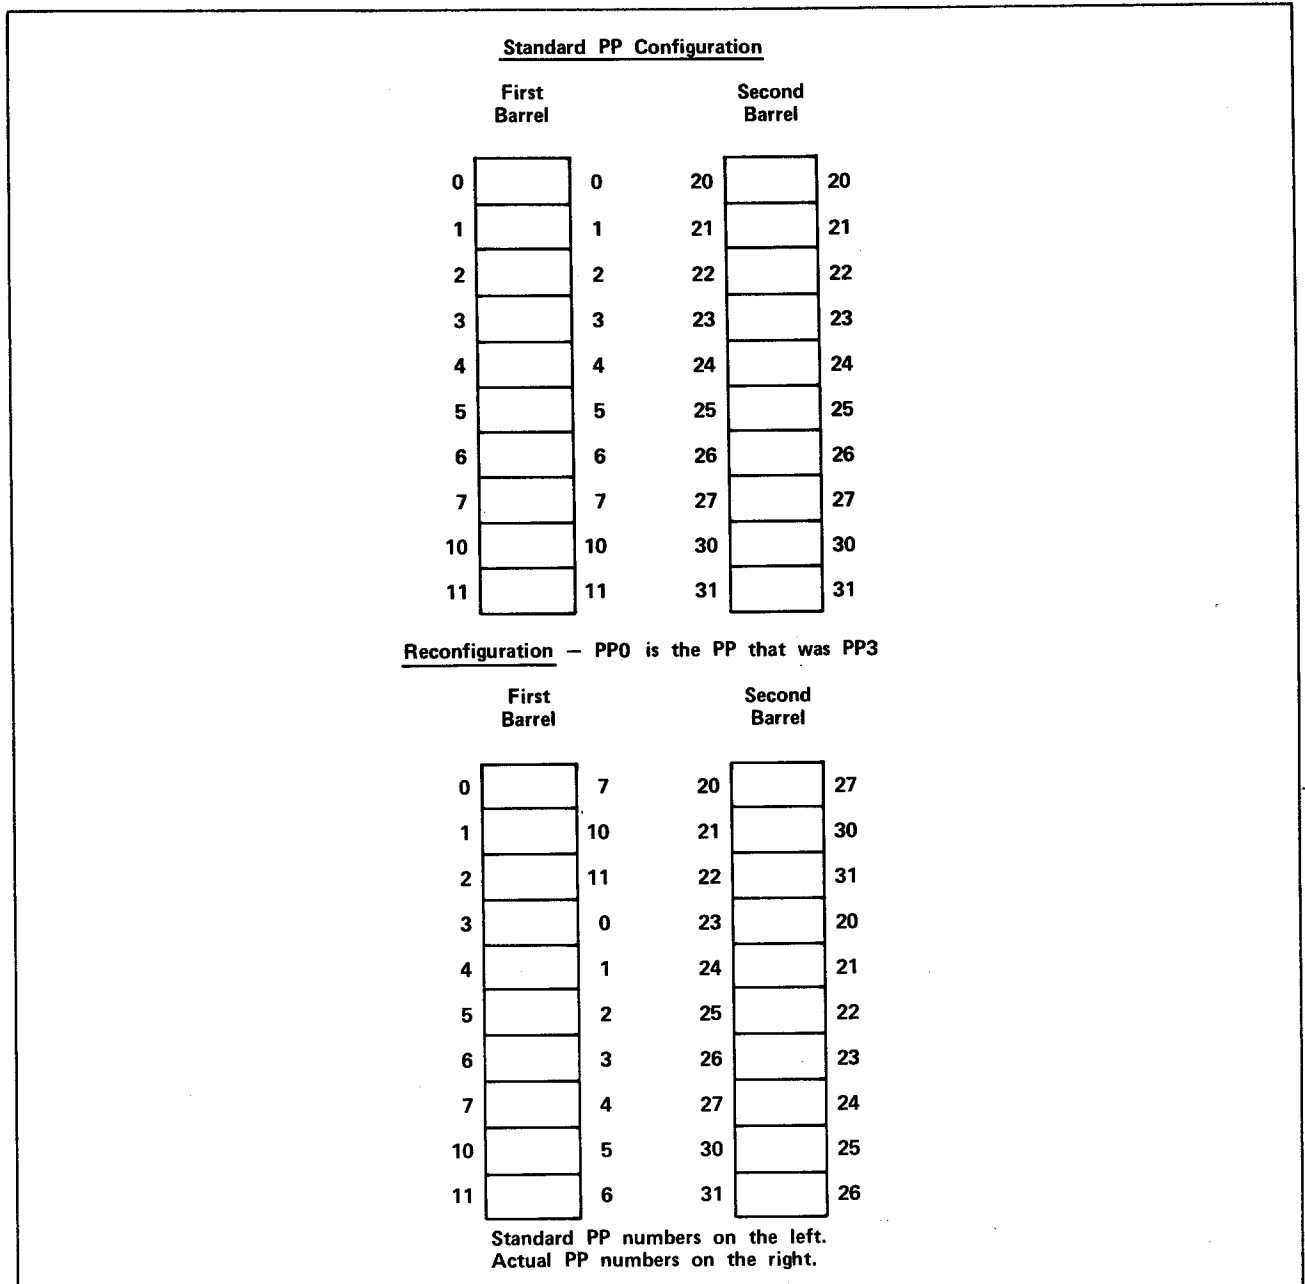 Standard PP Configuration
First Second
Barrel Barrel
0 0 20 20
1 1 21 21
2 2 22 22
3 3 23 23
4 4 24 24
5 5 25 25
6 6 26 26
7 7 27 27
10 10 30 30
11 11 31 31
Reconfiguration — PP0 is the PP that was PP3
First Second
Barrel Barrel
0 7 20 27
1 10 21 30
2 11 22 31
3 0 23 20
4 1 24 21
5 2 25 22
6 3 26 23
7 4 27 24
10 5 30 25
11 6 31 26
Standard PP numbers on the left.
Actual PP numbers on the right.